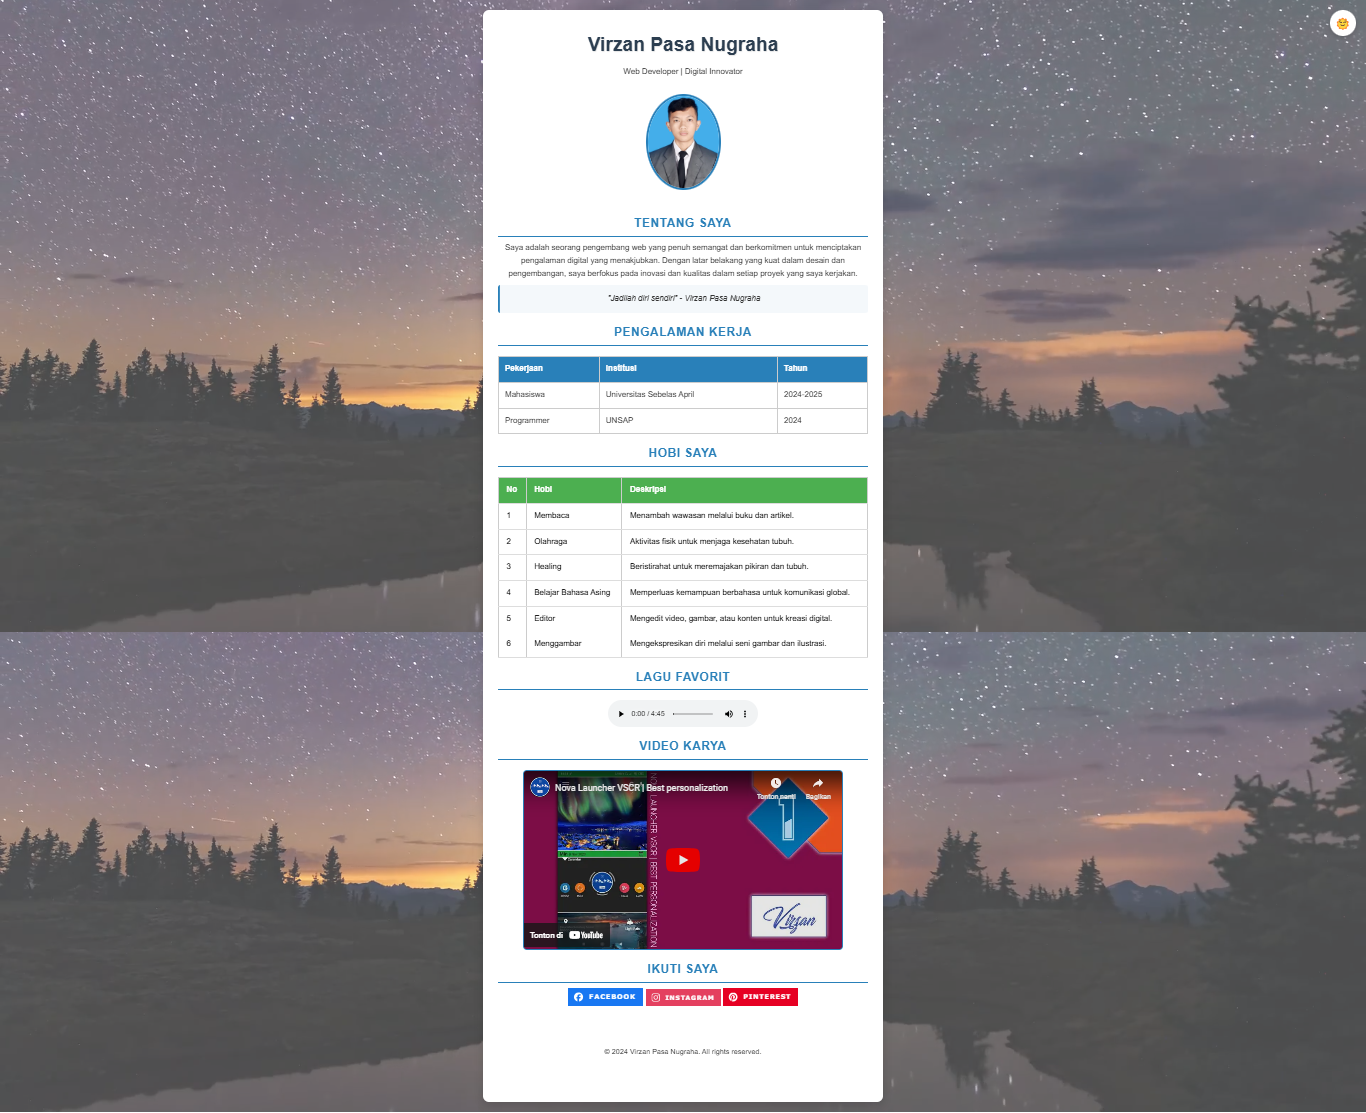 Virzan Pasa Nugraha
Web Developer | Digital Innovator
TENTANG SAYA
Saya adalah seorang pengembang web yang penuh semangat dan berkomitmen untuk menciptakan
pengalaman digital yang menakjubkan. Dengan latar belakang yang kuat dalam desain dan
pengembangan, saya berfokus pada inovasi dan kualitas dalam setiap proyek yang saya kerjakan.
"Jadilah diri sendiri" - Virzan Pasa Nugraha
PENGALAMAN KERJA
Pekerjaan Institusi Tahun
Mahasiswa Universitas Sebelas April 2024-2025
Programmer UNSAP 2024
HOBI SAYA
No Hobi Deskripsi
1 Membaca Menambah wawasan melalui buku dan artikel.
2 Olahraga Aktivitas fisik untuk menjaga kesehatan tubuh.
3 Healing Beristirahat untuk meremajakan pikiran dan tubuh.
4 Belajar Bahasa Asing Memperluas kemampuan berbahasa untuk komunikasi global.
5 Editor Mengedit video, gambar, atau konten untuk kreasi digital.
6 Menggambar Mengekspresikan diri melalui seni gambar dan ilustrasi.
LAGU FAVORIT
0:00 / 4:45
VIDEO KARYA
Nova Launcher VSCR | Best personalization
Tonton nanti Bagikan
NOVA LAUNCHER VSCR | BEST PERSONALIZATION
1
Virzan
Tonton di YouTube
IKUTI SAYA
FACEBOOK INSTAGRAM PINTEREST
© 2024 Virzan Pasa Nugraha. All rights reserved.